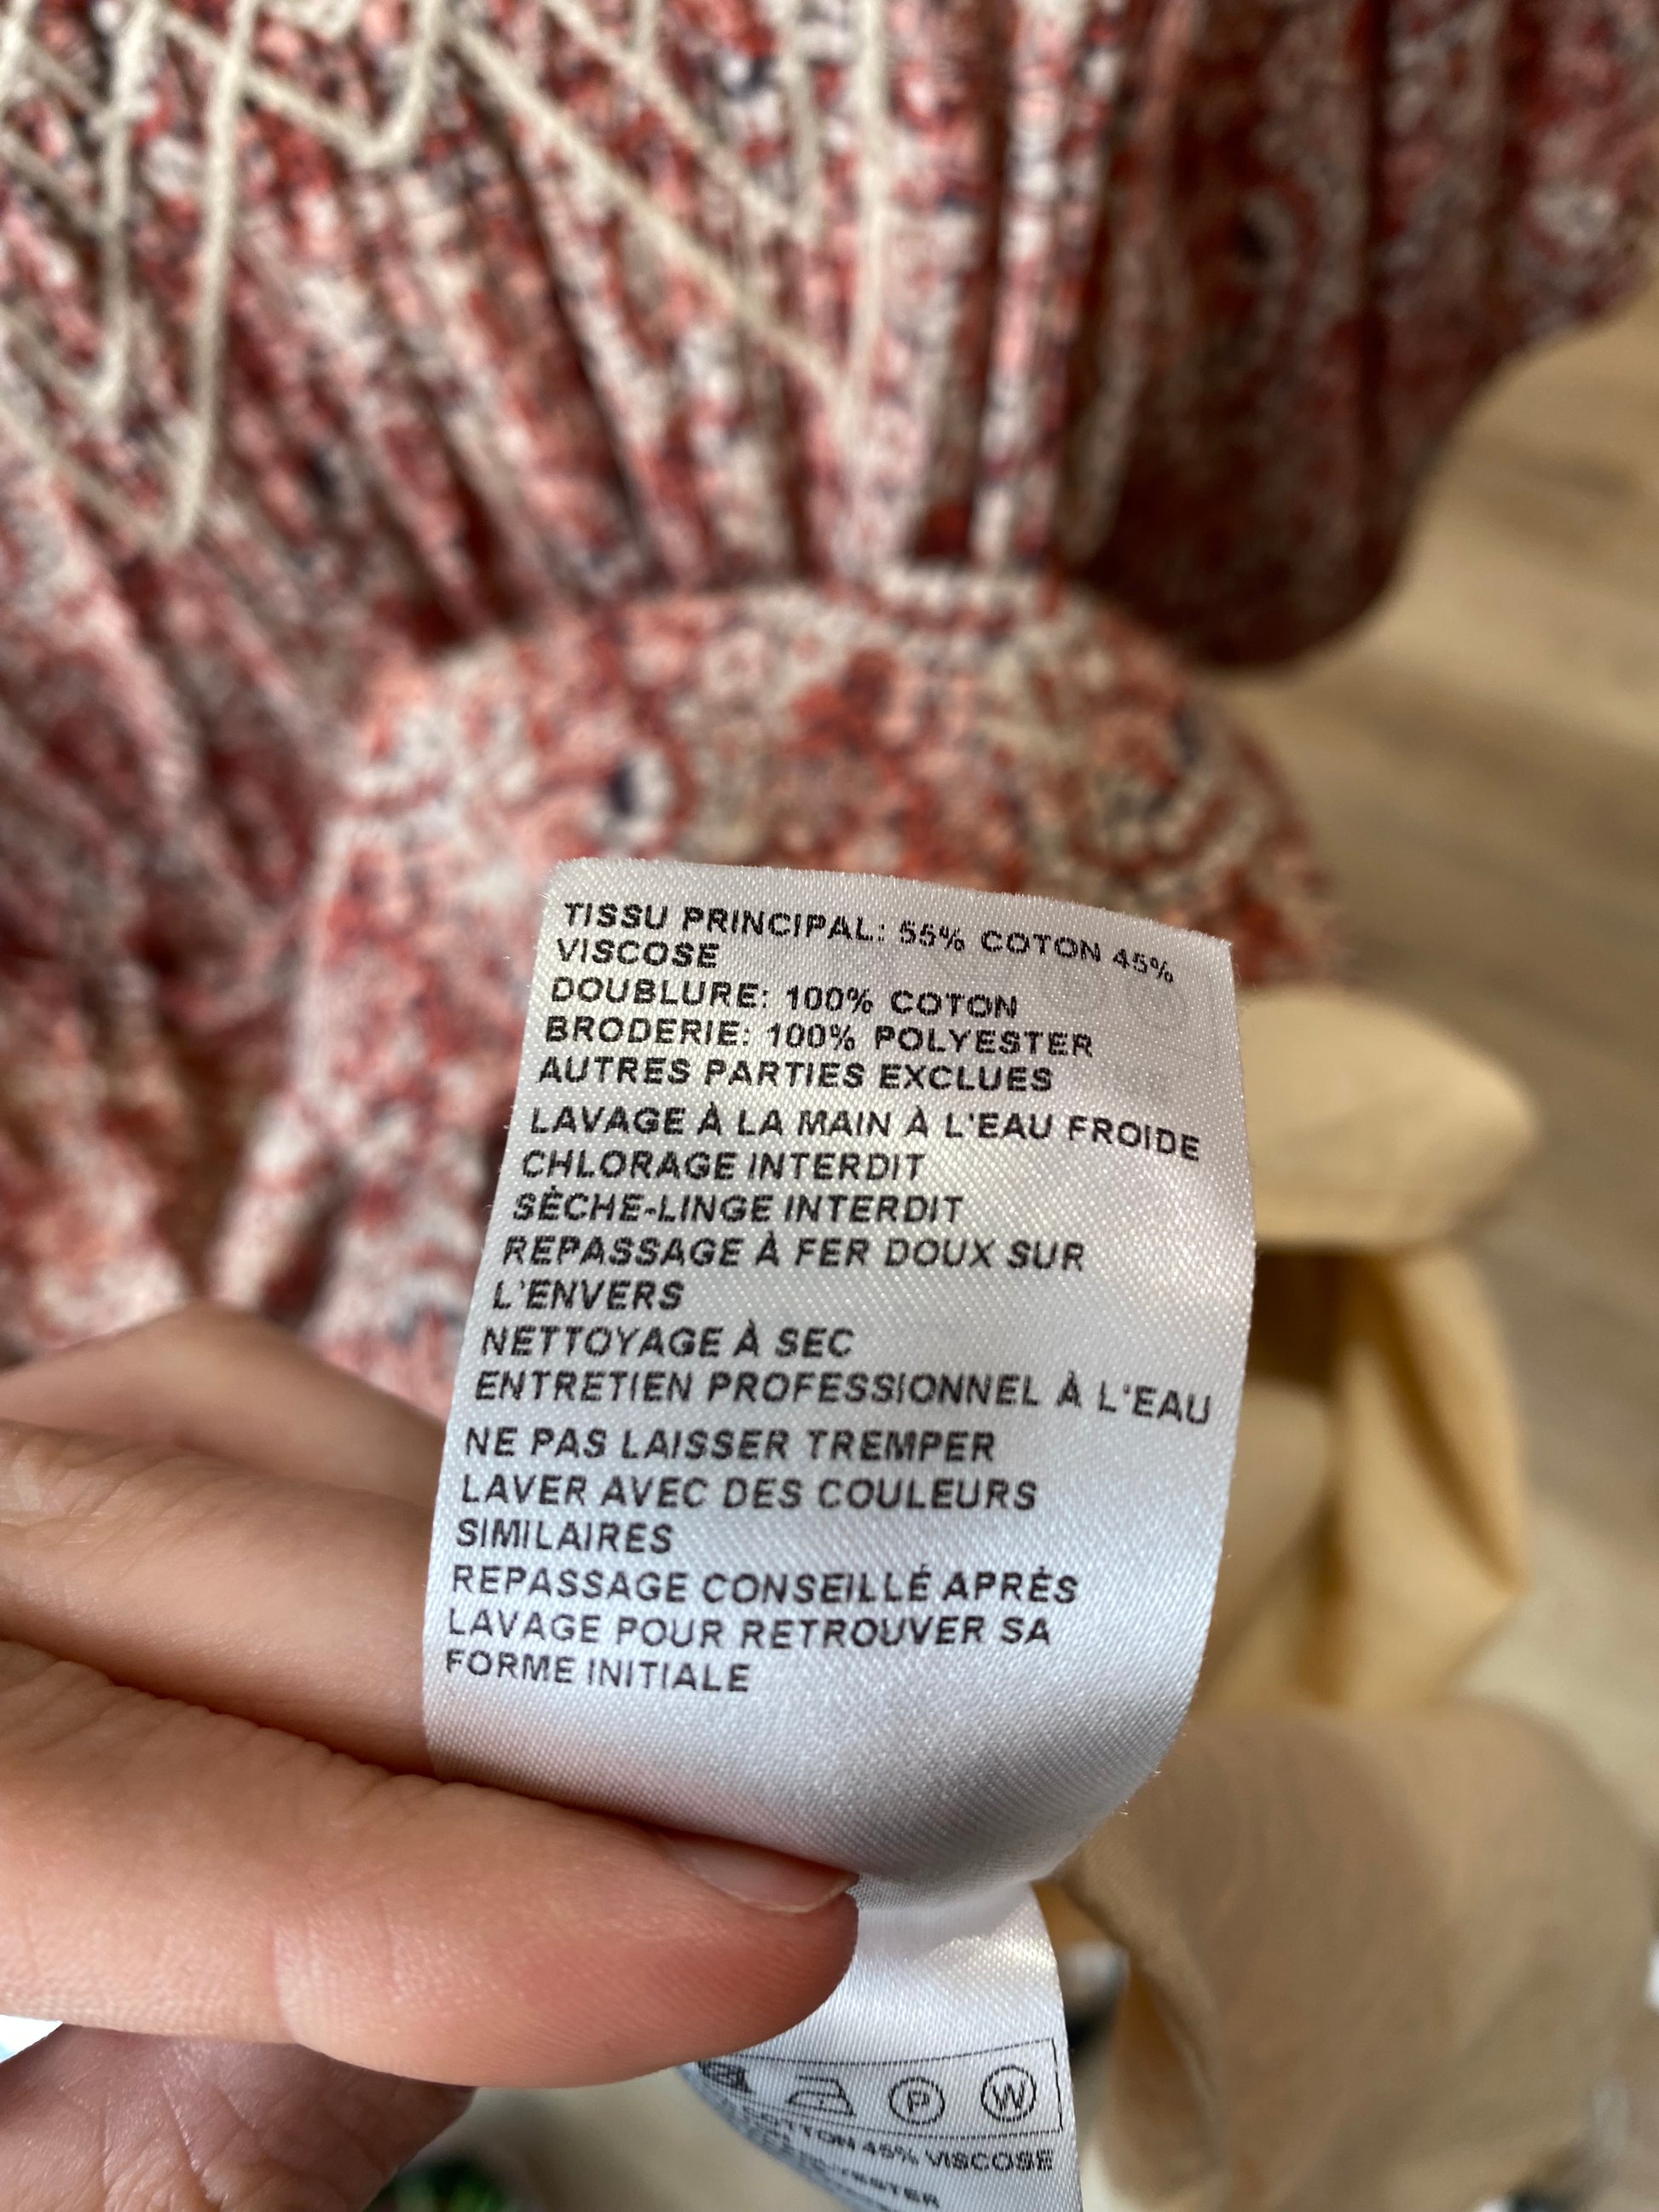 TISSU PRINCIPAL: 55% COTON 45%
VISCOSE
DOUBLURE: 100% COTON
BRODERIE: 100% POLYESTER
AUTRES PARTIES EXCLUES
LAVAGE À LA MAIN À L'EAU FROIDE
CHLORAGE INTERDIT
SÈCHE-LINGE INTERDIT
REPASSAGE À FER DOUX SUR
L'ENVERS
NETTOYAGE À SEC
ENTRETIEN PROFESSIONNEL À L'EAU
NE PAS LAISSER TREMPER
LAVER AVEC DES COULEURS
SIMILAIRES
REPASSAGE CONSEILLÉ APRÈS
LAVAGE POUR RETROUVER SA
FORME INITIALE
P W
45% VISCOSE